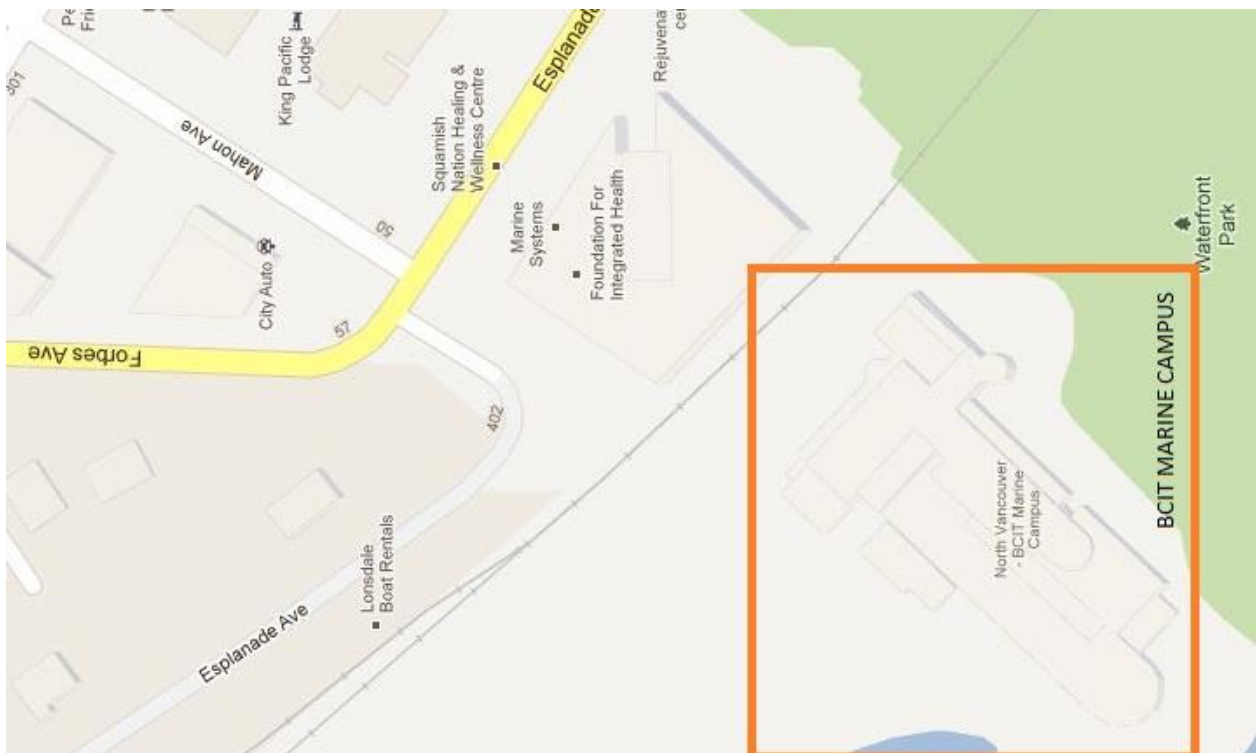 King Pacific
Lodge
Esplanade
Mahon Ave
Squamish
Nation Healing &
Wellness Centre
50
Marine
Systems
Foundation For
Integrated Health
City Auto
57
Forbes Ave
402
Waterfront
Park
BCIT MARINE CAMPUS
North Vancouver
- BCIT Marine
Campus
Lonsdale
Boat Rentals
Esplanade Ave